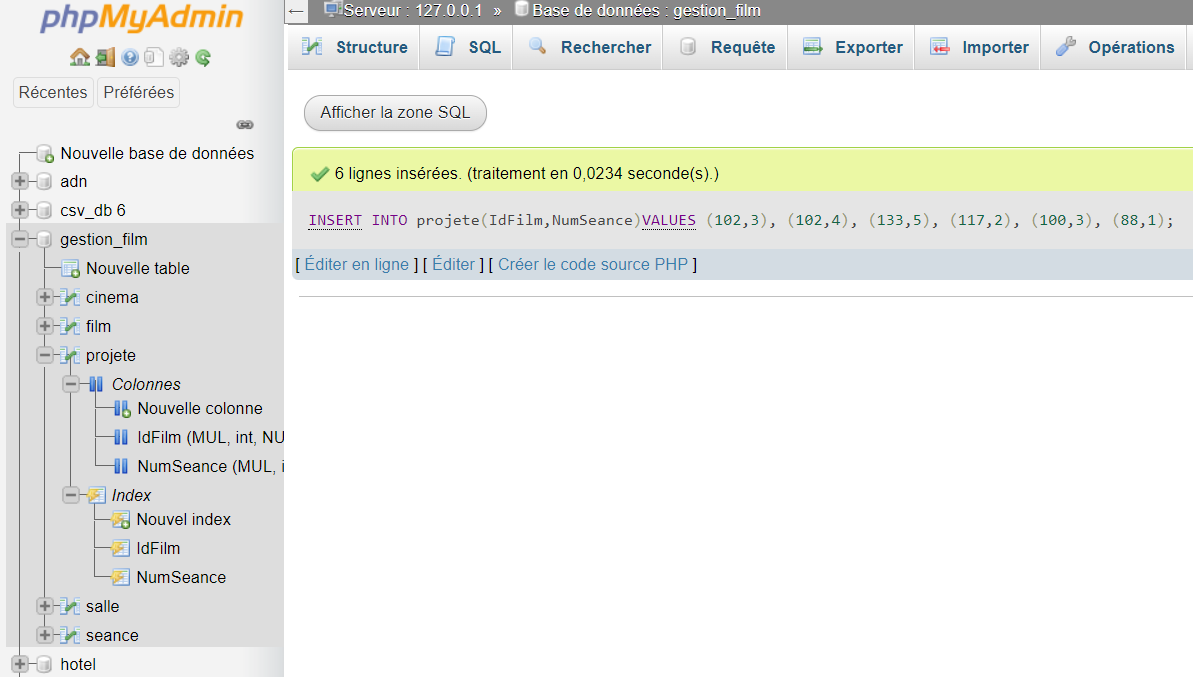 phpMyAdmin
Récentes Préférées
Nouvelle base de données
adn
csv_db 6
gestion_film
Nouvelle table
cinema
film
projete
Colonnes
Nouvelle colonne
IdFilm (MUL, int, NU
NumSeance (MUL, i
Index
Nouvel index
IdFilm
NumSeance
salle
seance
hotel
← Serveur : 127.0.0.1 » Base de données : gestion_film
Structure SQL Rechercher Requête Exporter Importer Opérations
Afficher la zone SQL
6 lignes insérées. (traitement en 0,0234 seconde(s).)
INSERT INTO projete(IdFilm,NumSeance)VALUES (102,3), (102,4), (133,5), (117,2), (100,3), (88,1);
[ Éditer en ligne ] [ Éditer ] [ Créer le code source PHP ]